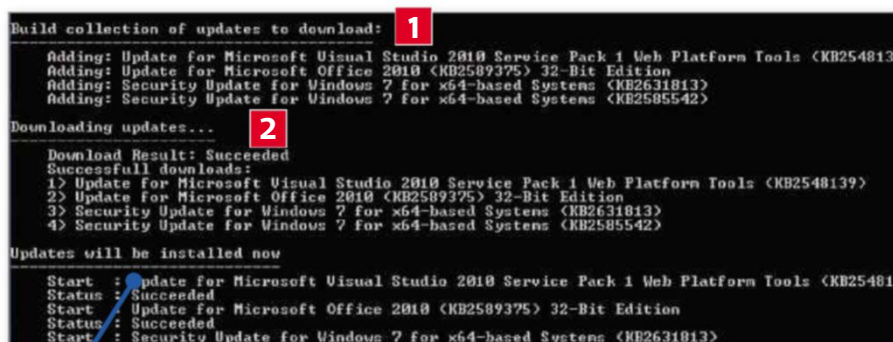 Build collection of updates to download: 1
Adding: Update for Microsoft Visual Studio 2010 Service Pack 1 Web Platform Tools (KB254813
Adding: Update for Microsoft Office 2010 (KB2589375) 32-Bit Edition
Adding: Security Update for Windows 7 for x64-based Systems (KB2631813)
Adding: Security Update for Windows 7 for x64-based Systems (KB2585542)
Downloading updates... 2
Download Result: Succeeded
Successfull downloads:
1> Update for Microsoft Visual Studio 2010 Service Pack 1 Web Platform Tools (KB2548139)
2> Update for Microsoft Office 2010 (KB2589375) 32-Bit Edition
3> Security Update for Windows 7 for x64-based Systems (KB2631813)
4> Security Update for Windows 7 for x64-based Systems (KB2585542)
Updates will be installed now
Start : Update for Microsoft Visual Studio 2010 Service Pack 1 Web Platform Tools (KB25481
Status : Succeeded
Start : Update for Microsoft Office 2010 (KB2589375) 32-Bit Edition
Status : Succeeded
Start : Security Update for Windows 7 for x64-based Systems (KB2631813)